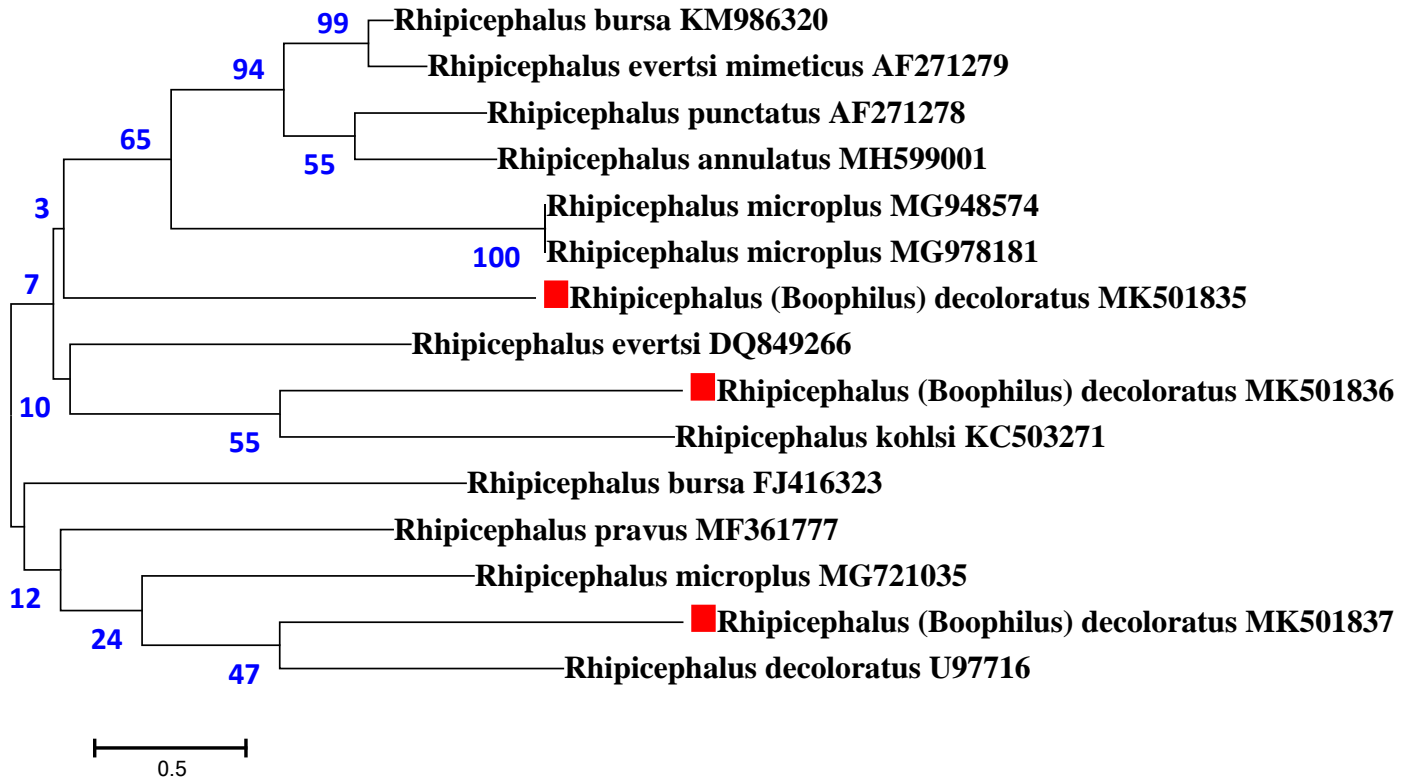 99
Rhipicephalus bursa KM986320
Rhipicephalus evertsi mimeticus AF271279
94
Rhipicephalus punctatus AF271278
65
55
Rhipicephalus annulatus MH599001
3
Rhipicephalus microplus MG948574
100
Rhipicephalus microplus MG978181
7
Rhipicephalus (Boophilus) decoloratus MK501835
Rhipicephalus evertsi DQ849266
10
Rhipicephalus (Boophilus) decoloratus MK501836
55
Rhipicephalus kohlsi KC503271
Rhipicephalus bursa FJ416323
Rhipicephalus pravus MF361777
12
Rhipicephalus microplus MG721035
24
Rhipicephalus (Boophilus) decoloratus MK501837
47
Rhipicephalus decoloratus U97716
0.5